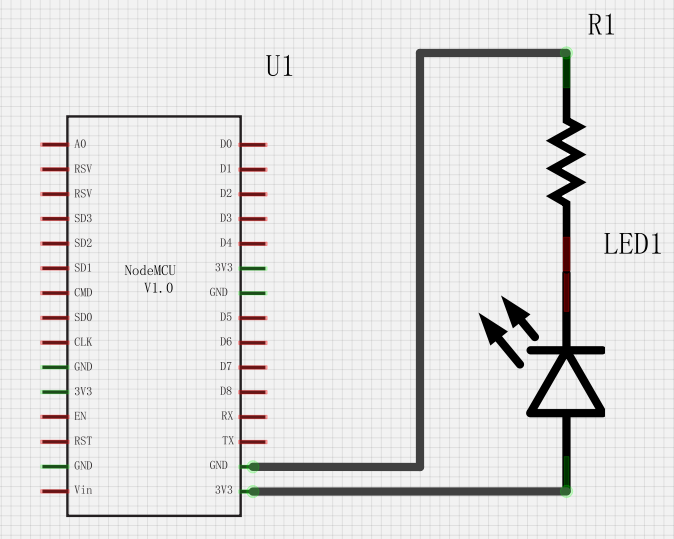 R1
U1
LED1
A0
RSV
RSV
SD3
SD2
SD1
CMD
SD0
CLK
GND
3V3
EN
RST
GND
Vin
NodeMCU
V1.0
D0
D1
D2
D3
D4
3V3
GND
D5
D6
D7
D8
RX
TX
GND
3V3